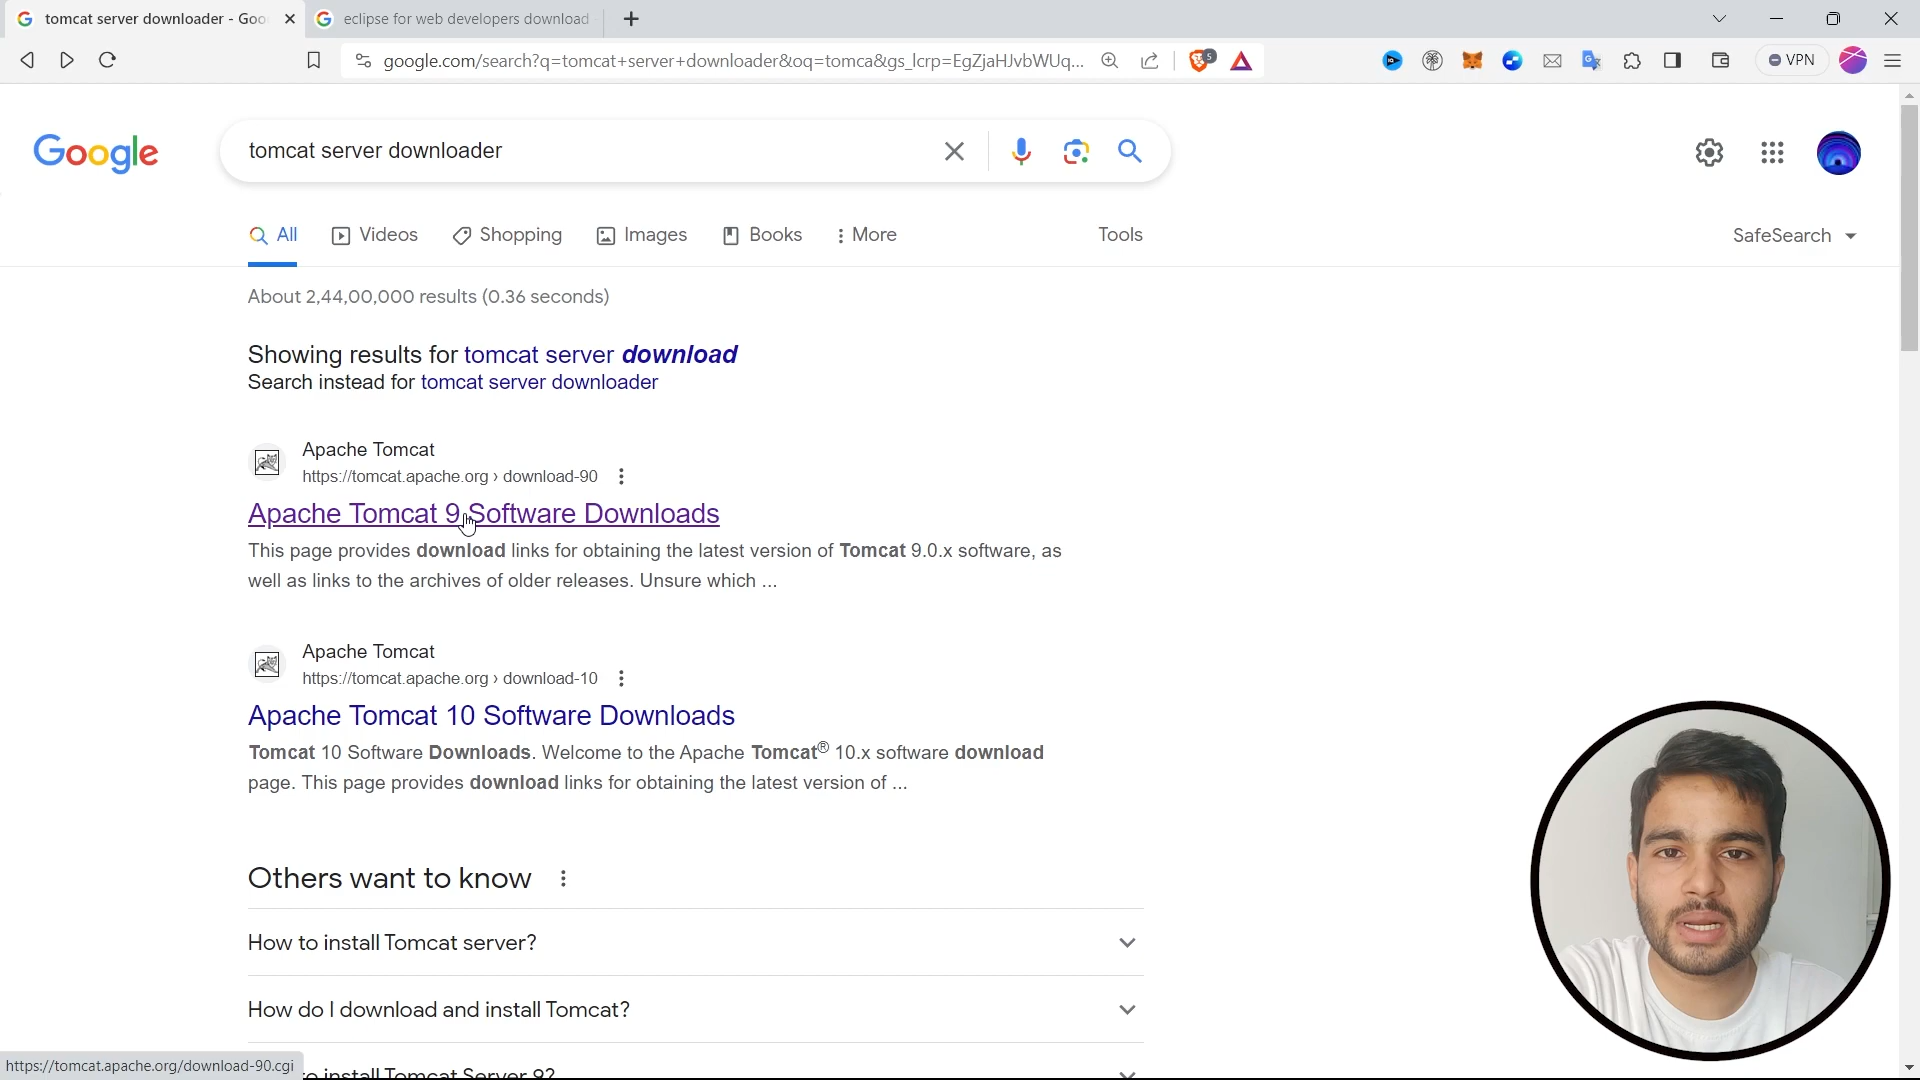 tomcat server downloader - Goo
eclipse for web developers download
google.com/search?q=tomcat+server+downloader&oq=tomca&gs_lcrp=EgZjaHJvbWUq...
5
VPN
Google
tomcat server downloader
All
Videos
Shopping
Images
Books
More
Tools
SafeSearch
About 2,44,00,000 results (0.36 seconds)
Showing results for tomcat server download
Search instead for tomcat server downloader
Apache Tomcat
https://tomcat.apache.org › download-90
Apache Tomcat 9 Software Downloads
This page provides download links for obtaining the latest version of Tomcat 9.0.x software, as
well as links to the archives of older releases. Unsure which ...
Apache Tomcat
https://tomcat.apache.org › download-10
Apache Tomcat 10 Software Downloads
Tomcat 10 Software Downloads. Welcome to the Apache Tomcat® 10.x software download
page. This page provides download links for obtaining the latest version of ...
Others want to know
How to install Tomcat server?
How do I download and install Tomcat?
to install Tomcat Server 9?
https://tomcat.apache.org/download-90.cgi